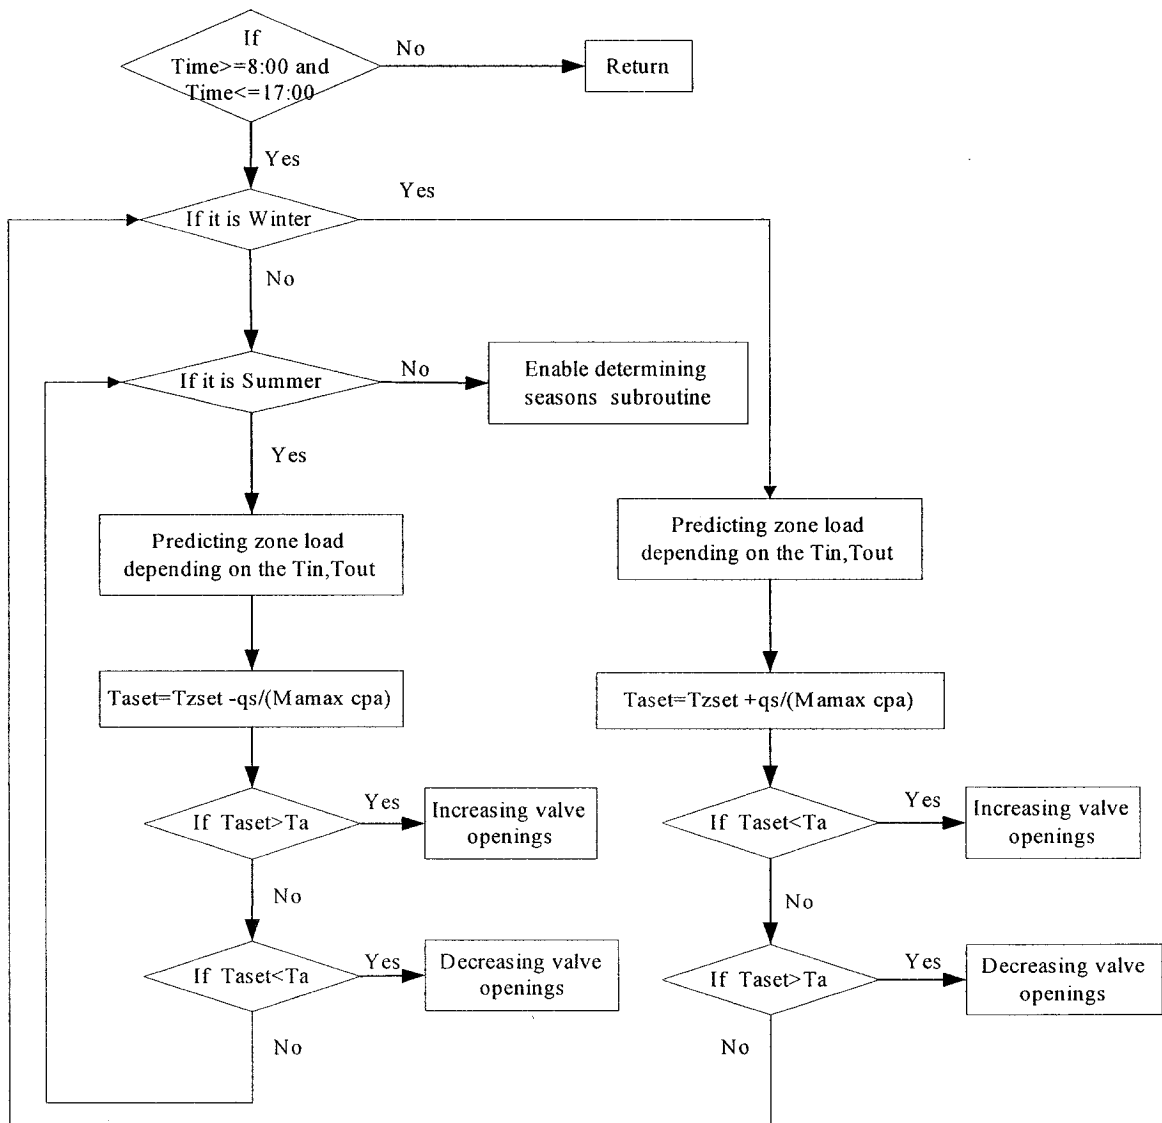 If
Time>=8:00 and
Time<=17:00
No
Return
Yes
If it is Winter
Yes
No
If it is Summer
No
Enable determining
seasons subroutine
Yes
Predicting zone load
depending on the Tin,Tout
Predicting zone load
depending on the Tin,Tout
Taset=Tzset -qs/(Mamax cpa)
Taset=Tzset +qs/(Mamax cpa)
If Taset>Ta
Yes
Increasing valve
openings
If Taset<Ta
Yes
Increasing valve
openings
No
No
If Taset<Ta
Yes
Decreasing valve
openings
If Taset>Ta
Yes
Decreasing valve
openings
No
No